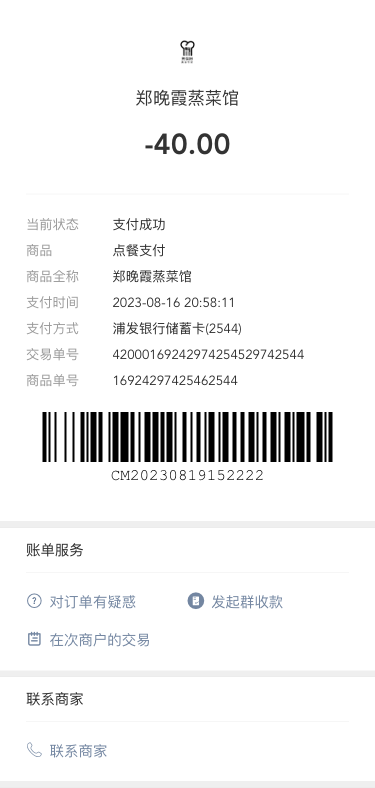 郑晚霞蒸菜馆
-40.00
当前状态 支付成功
商品 点餐支付
商品全称 郑晚霞蒸菜馆
支付时间 2023-08-16 20:58:11
支付方式 浦发银行储蓄卡(2544)
交易单号 42000169242974254529742544
商品单号 16924297425462544
CM20230819152222
账单服务
对订单有疑惑 发起群收款
在次商户的交易
联系商家
联系商家